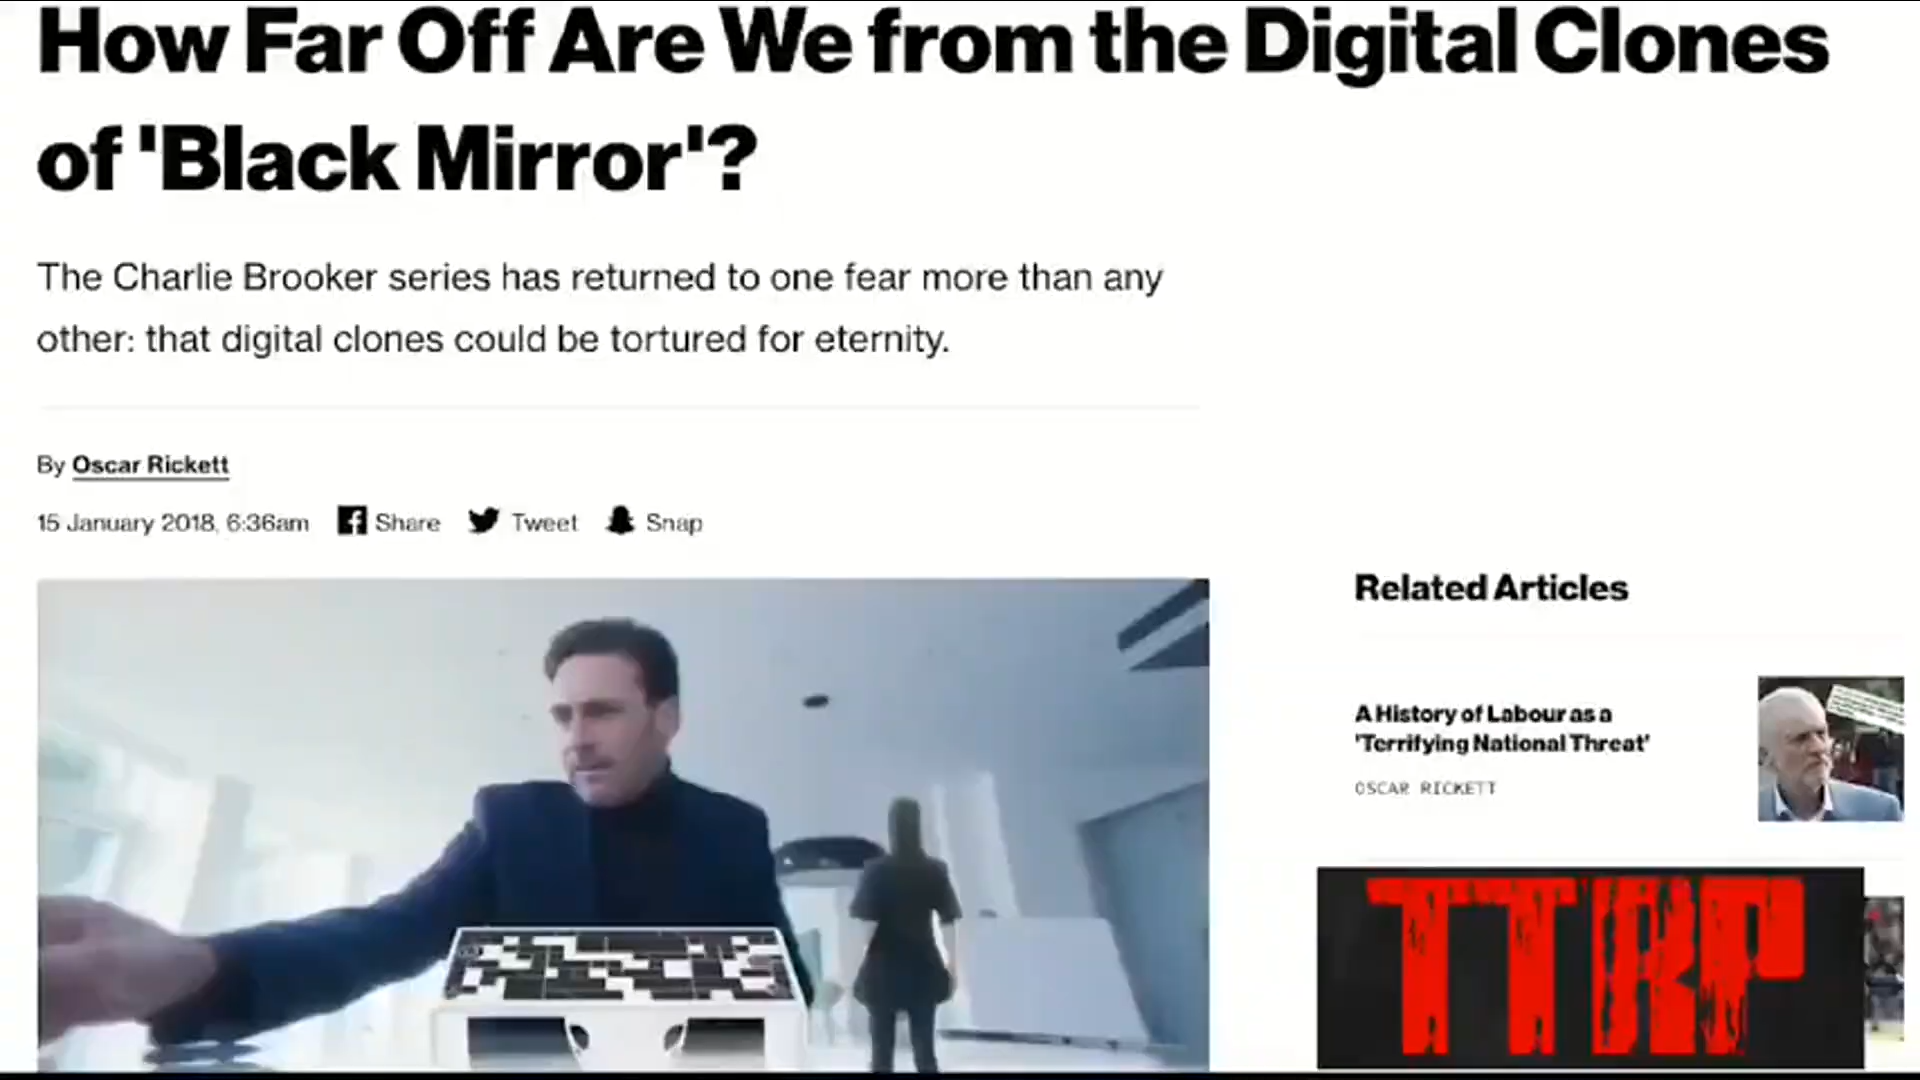 How Far Off Are We from the Digital Clones
of 'Black Mirror'?
The Charlie Brooker series has returned to one fear more than any
other: that digital clones could be tortured for eternity.
By Oscar Rickett
15 January 2018, 6:36am Share Tweet Snap
Related Articles
A History of Labour as a
'Terrifying National Threat'
OSCAR RICKETT
TTRP